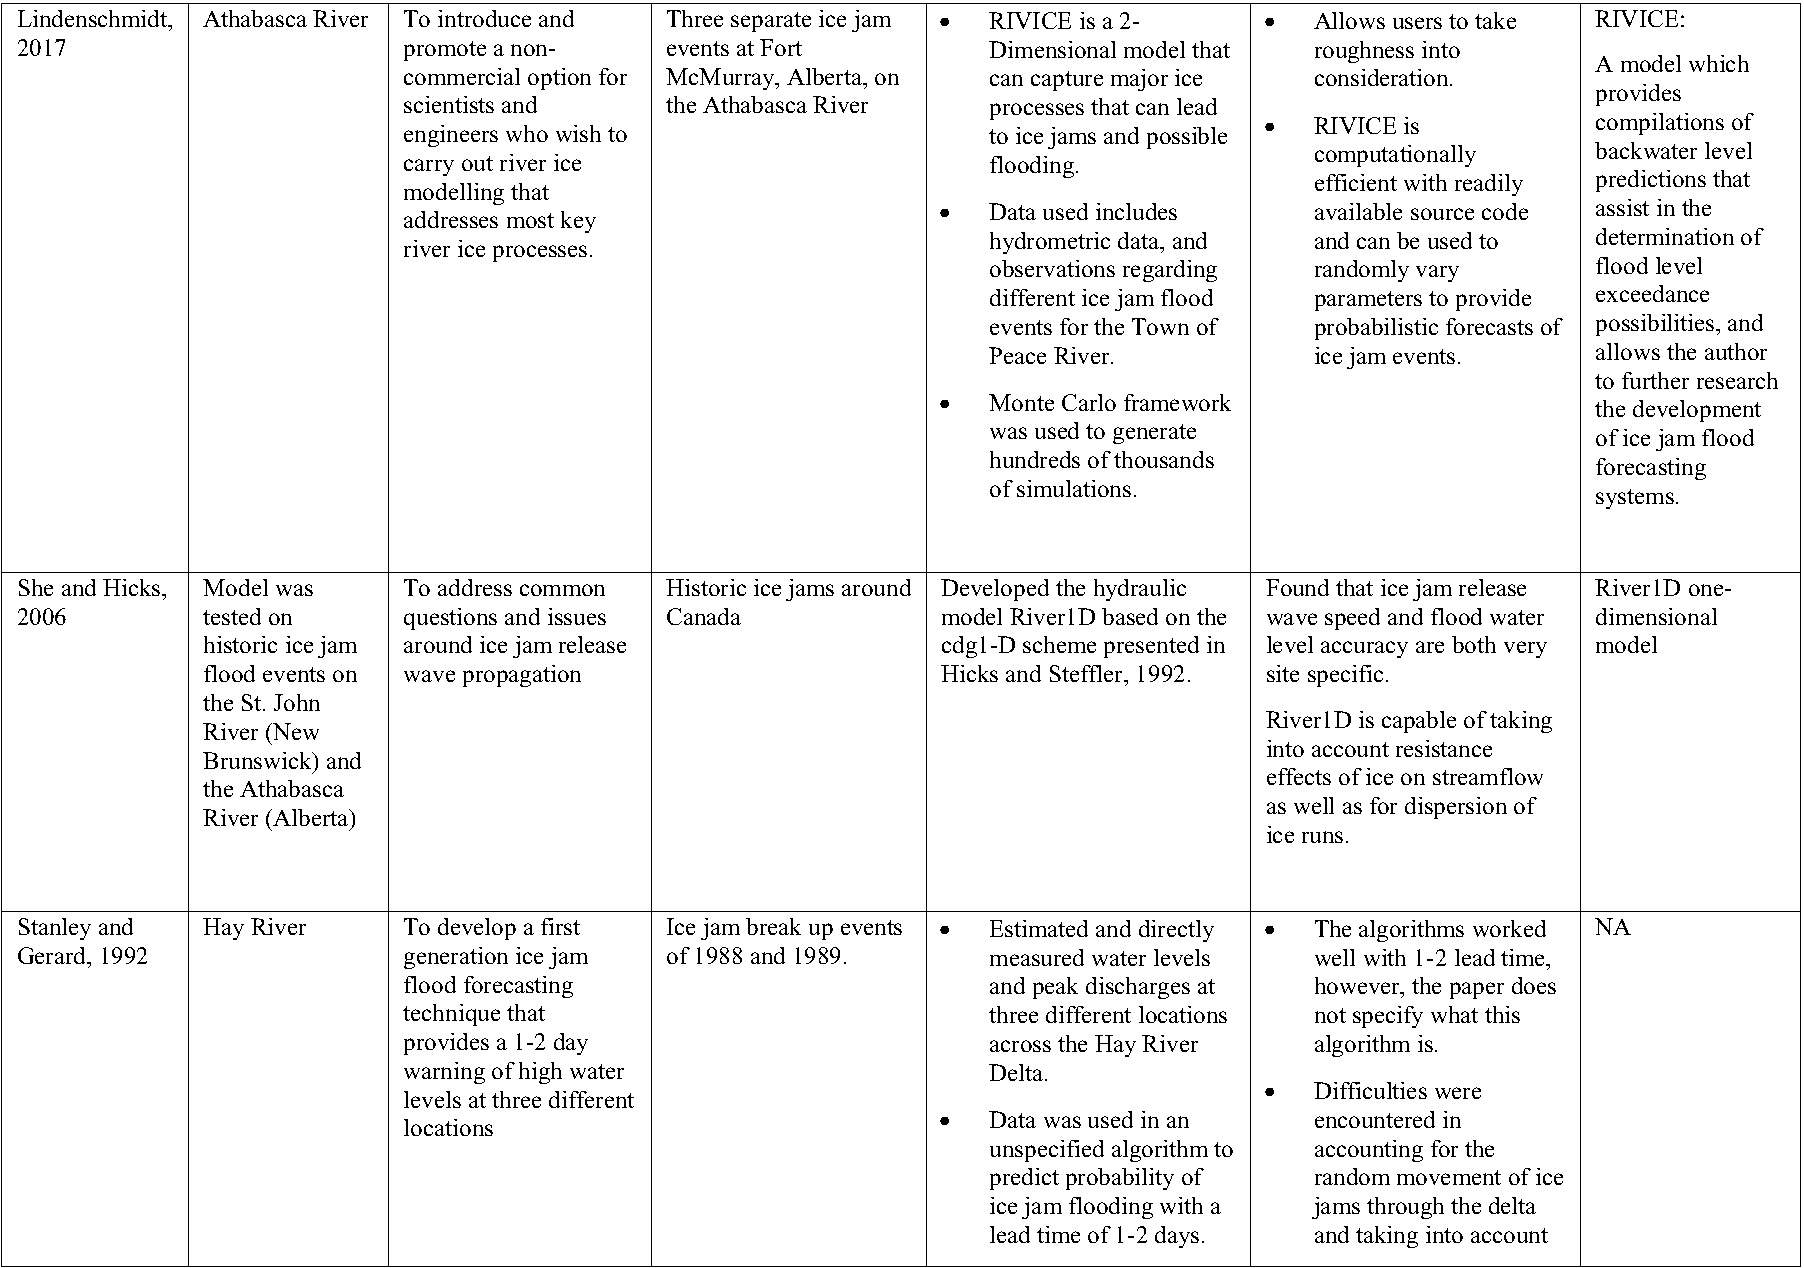 Lindenschmidt,
2017
Athabasca River
To introduce and
promote a non-
commercial option for
scientists and
engineers who wish to
carry out river ice
modelling that
addresses most key
river ice processes.
Three separate ice jam
events at Fort
McMurray, Alberta, on
the Athabasca River
• RIVICE is a 2-
Dimensional model that
can capture major ice
processes that can lead
to ice jams and possible
flooding.
• Data used includes
hydrometric data, and
observations regarding
different ice jam flood
events for the Town of
Peace River.
• Monte Carlo framework
was used to generate
hundreds of thousands
of simulations.
• Allows users to take
roughness into
consideration.
• RIVICE is
computationally
efficient with readily
available source code
and can be used to
randomly vary
parameters to provide
probabilistic forecasts of
ice jam events.
RIVICE:
A model which
provides
compilations of
backwater level
predictions that
assist in the
determination of
flood level
exceedance
possibilities, and
allows the author
to further research
the development
of ice jam flood
forecasting
systems.
She and Hicks,
2006
Model was
tested on
historic ice jam
flood events on
the St. John
River (New
Brunswick) and
the Athabasca
River (Alberta)
To address common
questions and issues
around ice jam release
wave propagation
Historic ice jams around
Canada
Developed the hydraulic
model River1D based on the
cdg1-D scheme presented in
Hicks and Steffler, 1992.
Found that ice jam release
wave speed and flood water
level accuracy are both very
site specific.
River1D is capable of taking
into account resistance
effects of ice on streamflow
as well as for dispersion of
ice runs.
River1D one-
dimensional
model
Stanley and
Gerard, 1992
Hay River
To develop a first
generation ice jam
flood forecasting
technique that
provides a 1-2 day
warning of high water
levels at three different
locations
Ice jam break up events
of 1988 and 1989.
• Estimated and directly
measured water levels
and peak discharges at
three different locations
across the Hay River
Delta.
• Data was used in an
unspecified algorithm to
predict probability of
ice jam flooding with a
lead time of 1-2 days.
• The algorithms worked
well with 1-2 lead time,
however, the paper does
not specify what this
algorithm is.
• Difficulties were
encountered in
accounting for the
random movement of ice
jams through the delta
and taking into account
NA